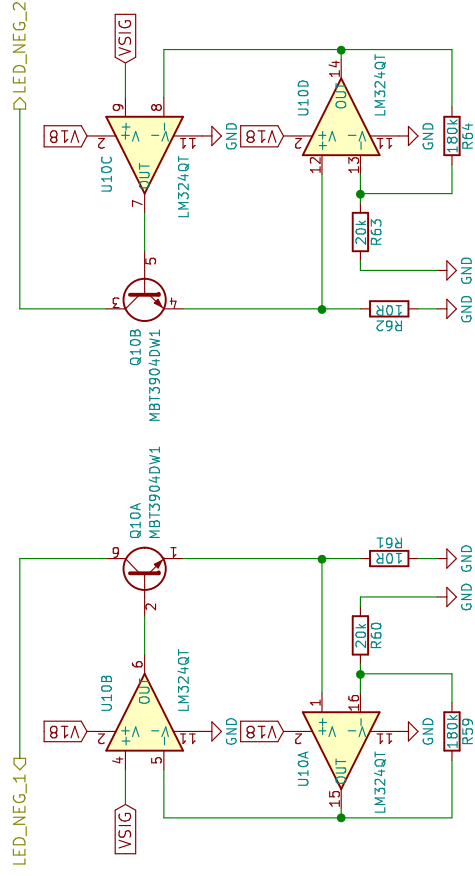 LED_NEG_2
VSIG
9
8
+
-
V18
2
V-
11
GND
U10C
OUT
LM324QT
7
5
3
4
Q10B
MBT3904DW1
14
OUT
U10D
LM324QT
V18
2
+
-
V-
11
GND
12
13
180k
R64
20k
R63
GND
10R
R62
GND
MBT3904DW1
Q10A
6
1
2
10R
R61
GND
20k
R60
GND
6
OUT
U10B
LM324QT
V18
2
+
-
V-
11
GND
4
5
VSIG
LED_NEG_1
1
16
V18
2
+
-
V-
11
GND
U10A
OUT
LM324QT
15
180k
R59